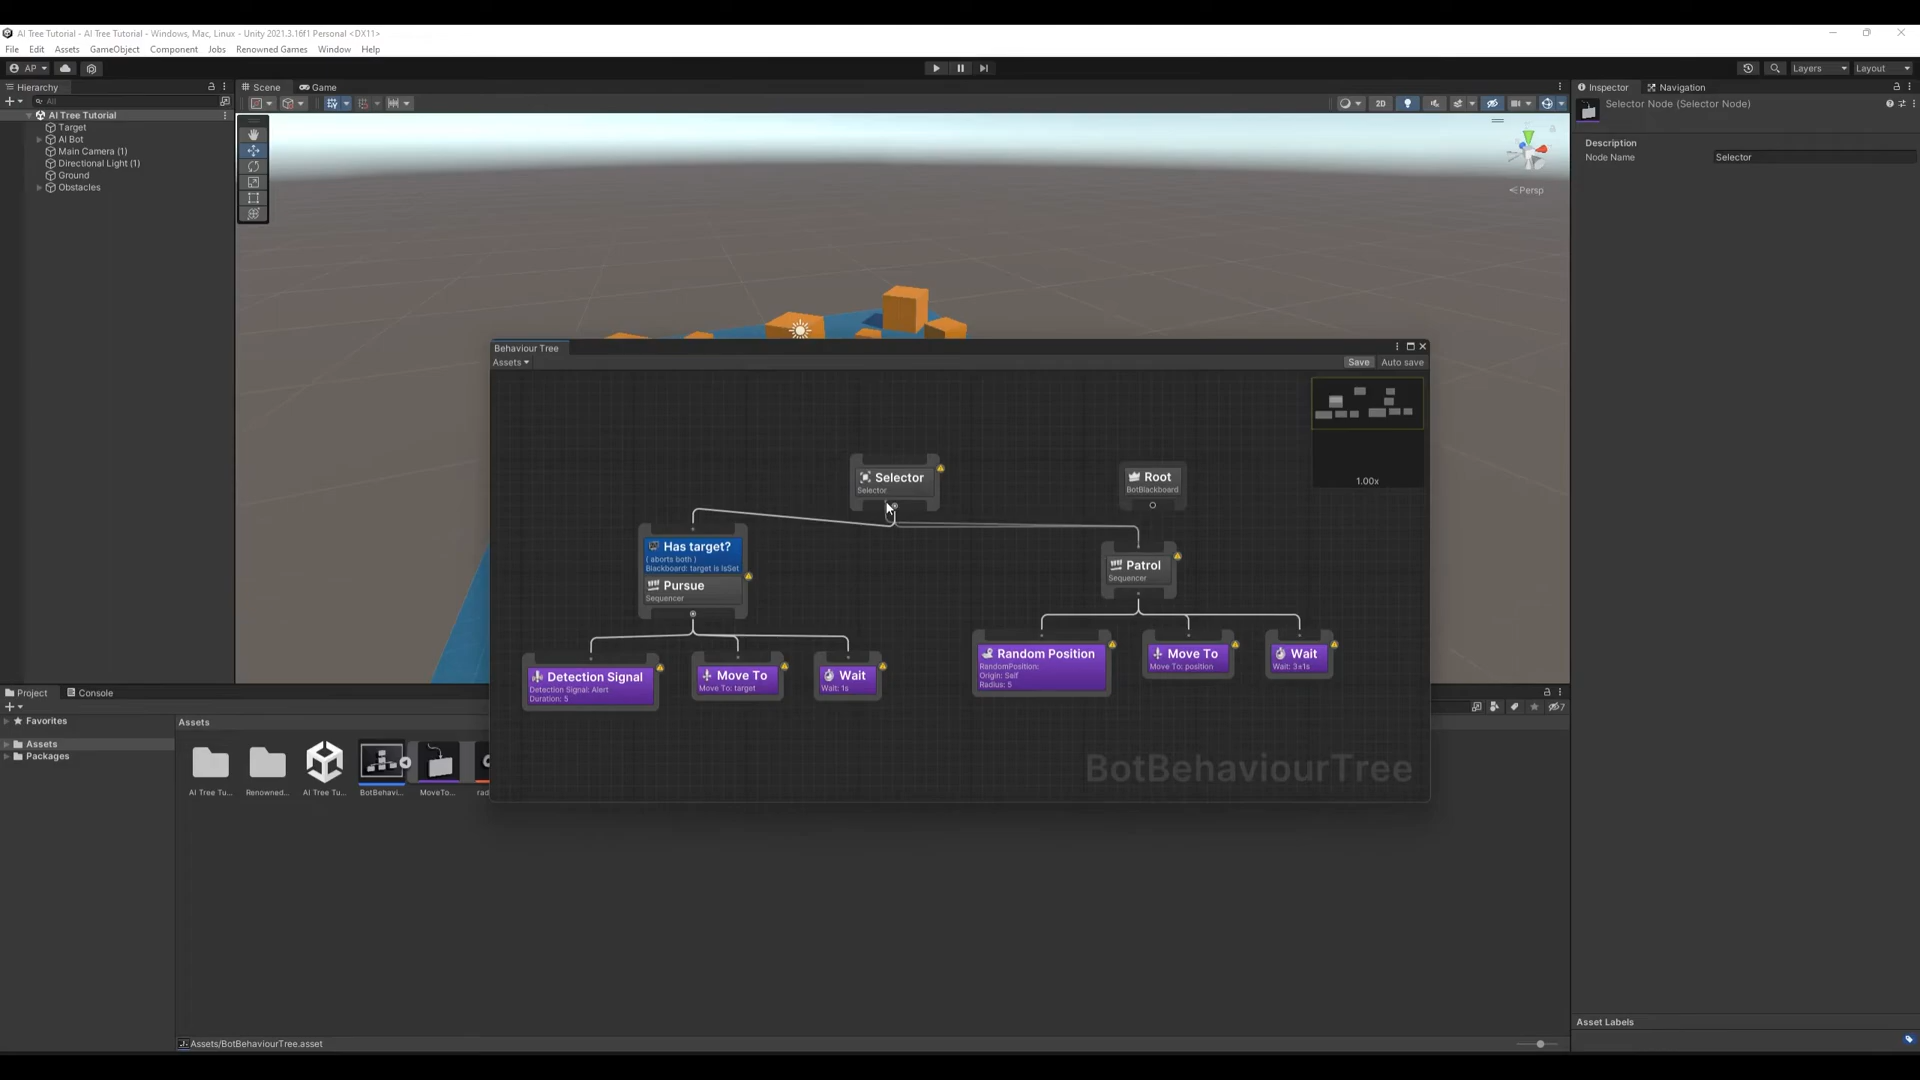 AI Tree Tutorial - AI Tree Tutorial - Windows, Mac, Linux - Unity 2021.3.16f1 Personal <DX11>
File Edit Assets GameObject Component Jobs Renowned Games Window Help
AP Layers Layout
Hierarchy Scene Game Inspector Navigation
All 2D Selector Node (Selector Node)
AI Tree Tutorial
Target
AI Bot
Main Camera (1)
Directional Light (1)
Ground
Obstacles
Persp
Description
Node Name Selector
Behaviour Tree
Assets Save Auto save
1.00x
Selector
Selector
Root
BotBlackboard
Has target?
( aborts both )
Blackboard: target is IsSet
Pursue
Sequencer
Patrol
Sequencer
Detection Signal
Detection Signal: Alert
Duration: 5
Move To
Move To: target
Wait
Wait: 1s
Random Position
RandomPosition:
Origin: Self
Radius: 5
Move To
Move To: position
Wait
Wait: 3±1s
BotBehaviourTree
Project Console
7
Favorites
Assets
Packages
Assets
AI Tree Tu...
Renowned...
AI Tree Tu...
BotBehavi...
MoveTo...
rad
Assets/BotBehaviourTree.asset
Asset Labels